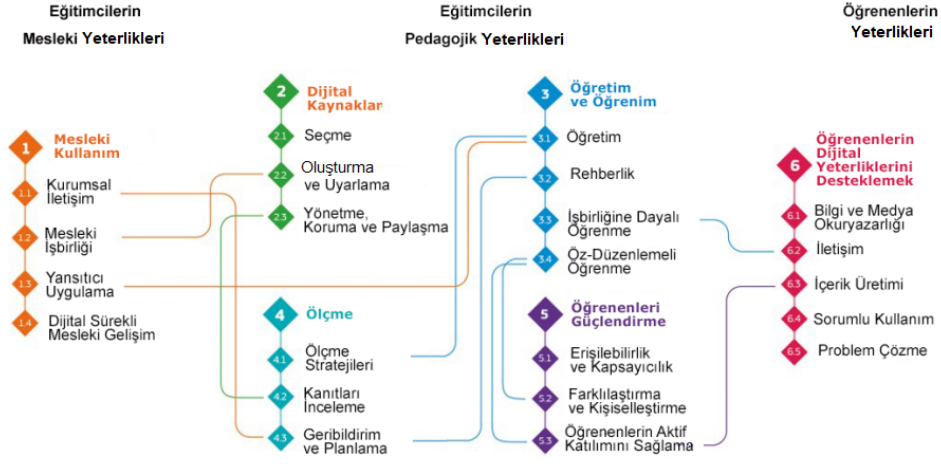 Eğitimcilerin
Mesleki Yeterlikleri
Eğitimcilerin
Pedagojik Yeterlikleri
Öğrenenlerin
Yeterlikleri
1
Mesleki
Kullanım
1.1
Kurumsal
İletişim
1.2
Mesleki
İşbirliği
1.3
Yansıtıcı
Uygulama
1.4
Dijital Sürekli
Mesleki Gelişim
2
Dijital
Kaynaklar
2.1
Seçme
2.2
Oluşturma
ve Uyarlama
2.3
Yönetme,
Koruma ve Paylaşma
4
Ölçme
4.1
Ölçme
Stratejileri
4.2
Kanıtları
İnceleme
4.3
Geribildirim
ve Planlama
3
Öğretim
ve Öğrenim
3.1
Öğretim
3.2
Rehberlik
3.3
İşbirliğine Dayalı
Öğrenme
3.4
Öz-Düzenlemeli
Öğrenme
5
Öğrenenleri
Güçlendirme
5.1
Erişilebilirlik
ve Kapsayıcılık
5.2
Farklılaştırma
ve Kişiselleştirme
5.3
Öğrenenlerin Aktif
Katılımını Sağlama
6
Öğrenenlerin
Dijital
Yeterliklerini
Desteklemek
6.1
Bilgi ve Medya
Okuryazarlığı
6.2
İletişim
6.3
İçerik Üretimi
6.4
Sorumlu Kullanım
6.5
Problem Çözme